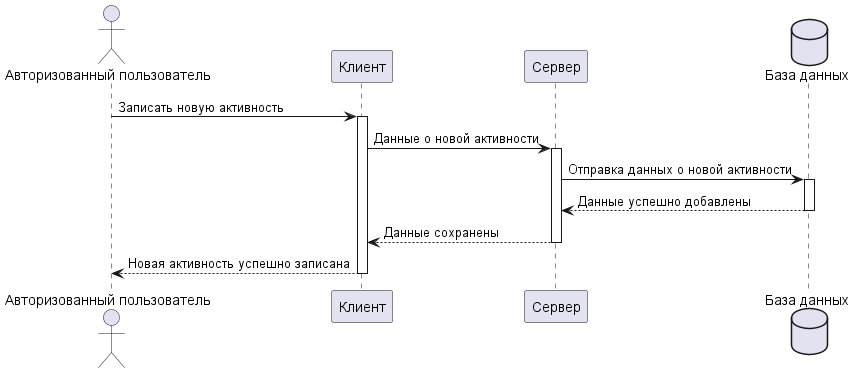 Авторизованный пользователь
Клиент
Сервер
База данных
Записать новую активность
Данные о новой активности
Отправка данных о новой активности
Данные успешно добавлены
Данные сохранены
Новая активность успешно записана
Авторизованный пользователь
Клиент
Сервер
База данных